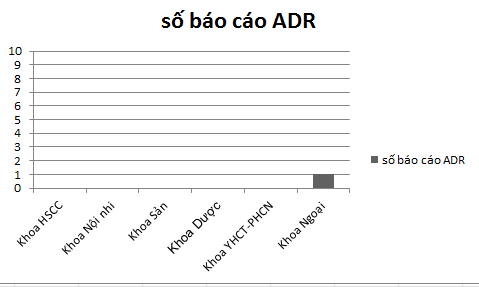 số báo cáo ADR
10
9
8
7
6
5
4
3
2
1
0
số báo cáo ADR
Khoa HSCC
Khoa Nội nhi
Khoa Sản
Khoa Dược
Khoa YHCT-PHCN
Khoa Ngoại